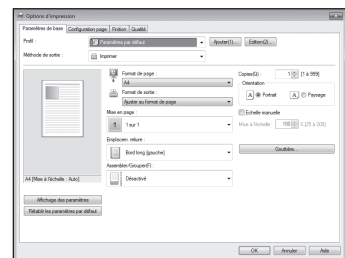 Options d'impression
Paramètres de base Configuration page Finition Qualité
Profil : Paramètres par défaut Ajouter(1)... Edition(2)...
Méthode de sortie : Imprimer
Format de page :
A4
Format de sortie :
Ajuster au format de page
Mise en page :
1 sur 1
Emplacem. reliure :
Bord long (gauche)
Assembler/Grouper(F) :
Désactivé
Copies(Q) : 1 [1 à 999]
Orientation
A Portrait A Paysage
Echelle manuelle
Mise à l'échelle : 100 % [25 à 200]
Gouttière...
A4 [Mise à l'échelle : Auto]
Affichage des paramètres
Rétablir les paramètres par défaut
OK Annuler Aide